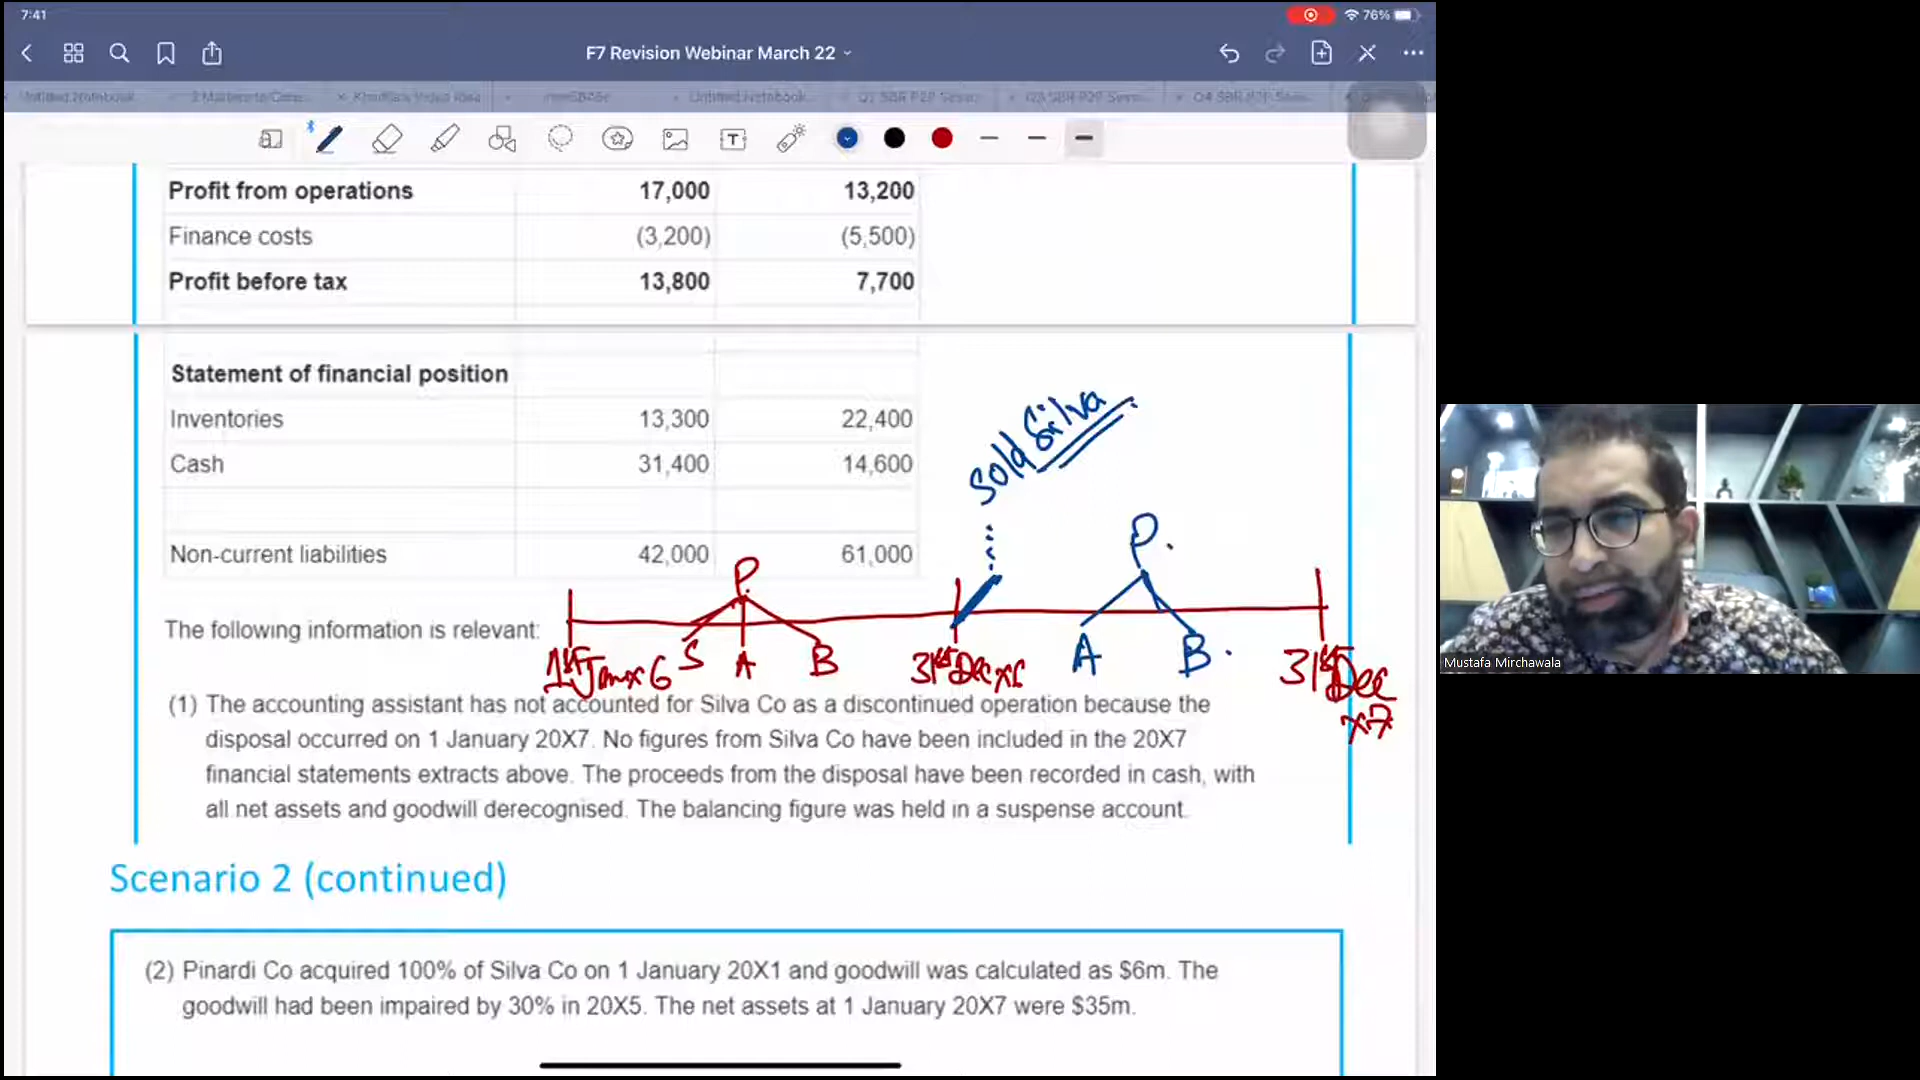 7:41
76%
F7 Revision Webinar March 22
Untitled Notebook
Profit from operations 17,000 13,200
Finance costs (3,200) (5,500)
Profit before tax 13,800 7,700
Statement of financial position
Inventories 13,300 22,400
Cash 31,400 14,600
Non-current liabilities 42,000 61,000
Sold Silva
P.
S A B
P.
A B.
1st Jan x6
31st Dec x6
31st Dec x7
The following information is relevant:
(1) The accounting assistant has not accounted for Silva Co as a discontinued operation because the
disposal occurred on 1 January 20X7. No figures from Silva Co have been included in the 20X7
financial statements extracts above. The proceeds from the disposal have been recorded in cash, with
all net assets and goodwill derecognised. The balancing figure was held in a suspense account.
Scenario 2 (continued)
(2) Pinardi Co acquired 100% of Silva Co on 1 January 20X1 and goodwill was calculated as $6m. The
goodwill had been impaired by 30% in 20X5. The net assets at 1 January 20X7 were $35m.
Mustafa Mirchawala